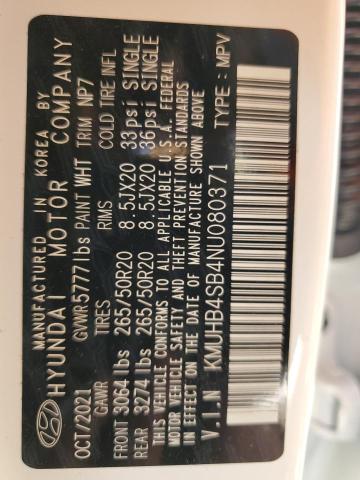 MANUFACTURED IN KOREA BY
HYUNDAI MOTOR COMPANY
OCT/2021 GVWR5777lbs PAINT WHT TRIM NP7
GAWR TIRES RIMS COLD TIRE INFL
FRONT 3064lbs 265/50R20 8.5JX20 33psi SINGLE
REAR 3274lbs 265/50R20 8.5JX20 36psi SINGLE
THIS VEHICLE CONFORMS TO ALL APPLICABLE U.S.A. FEDERAL
MOTOR VEHICLE SAFETY AND THEFT PREVENTION STANDARDS
IN EFFECT ON THE DATE OF MANUFACTURE SHOWN ABOVE
V.I.N KMUHB4SB4NU080371 TYPE: MPV